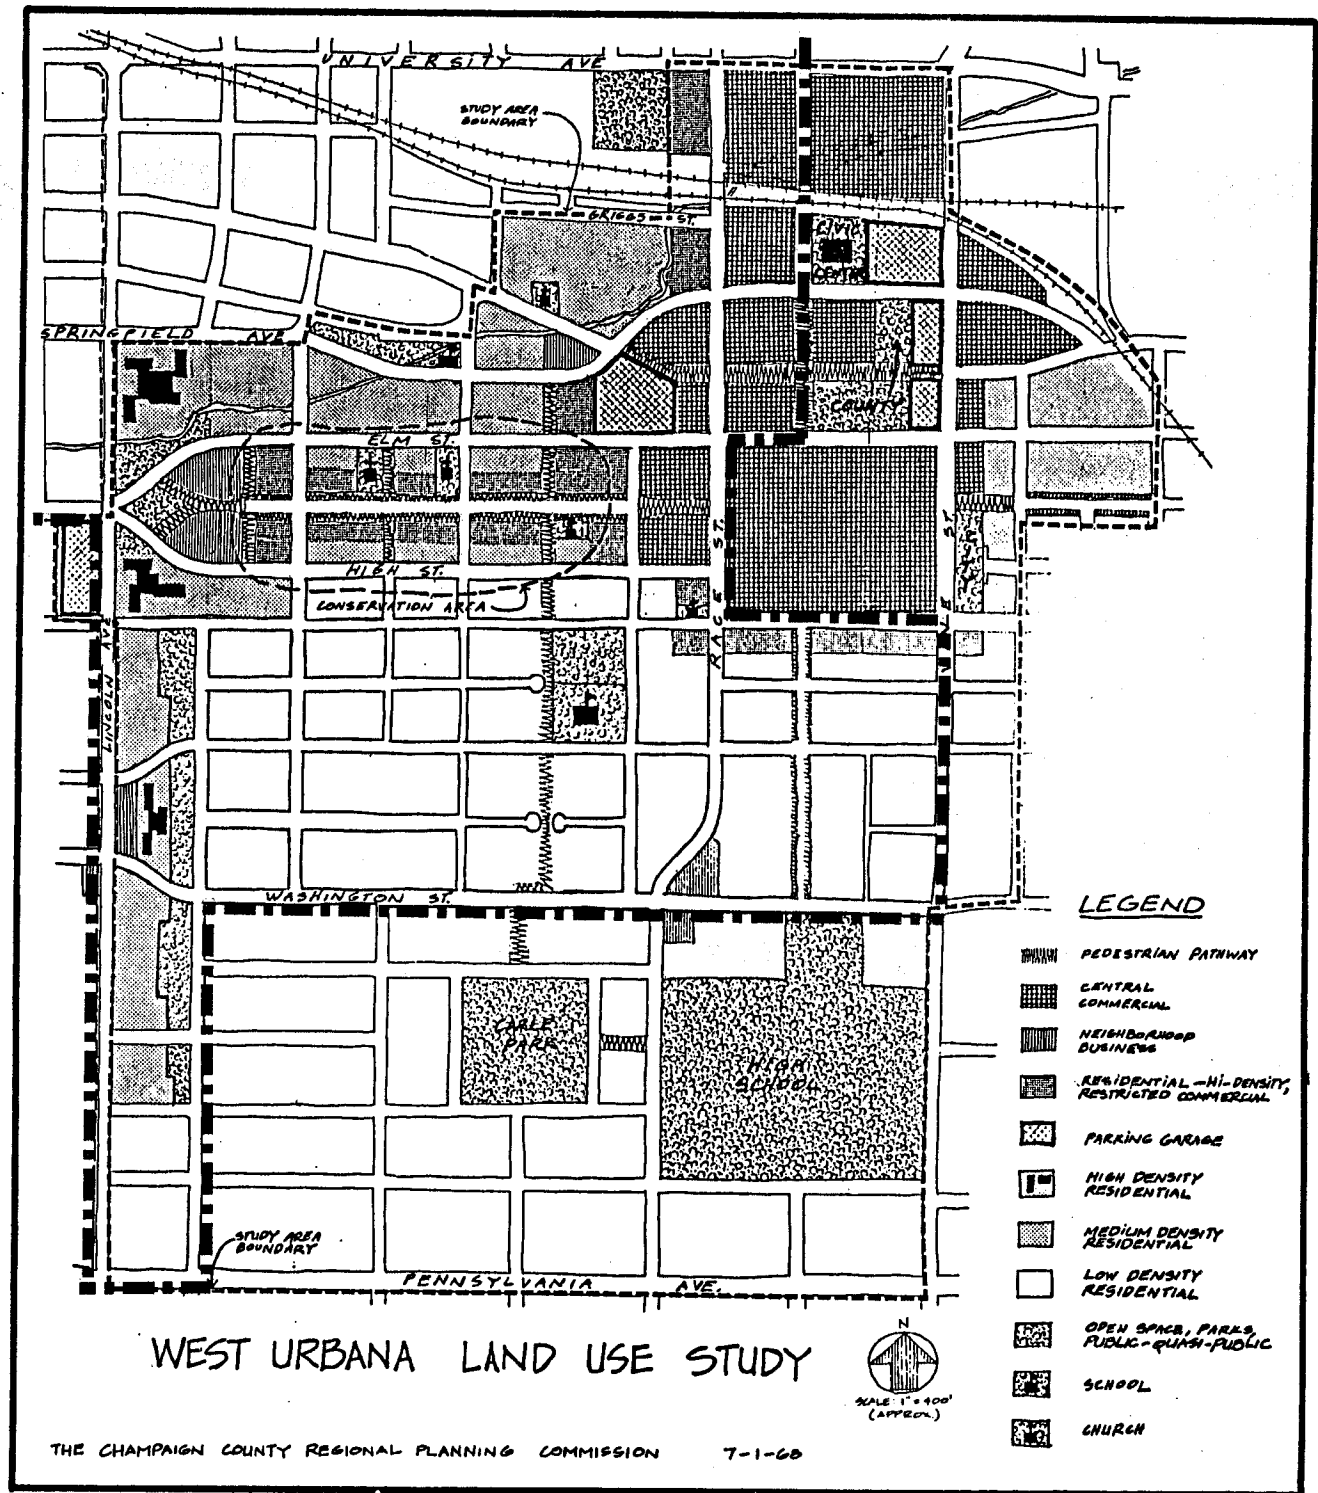 UNIVERSITY AVE
STUDY AREA
BOUNDARY
GRIGGS ST.
CIVIC
CENTER
SPRINGFIELD AVE
COUNTY
ELM ST.
HIGH ST.
CONSERVATION AREA
RACE ST.
VINE ST
LINCOLN AVE
WASHINGTON ST.
CARLE
PARK
HIGH
SCHOOL
STUDY AREA
BOUNDARY
PENNSYLVANIA AVE.
LEGEND
PEDESTRIAN PATHWAY
CENTRAL
COMMERCIAL
NEIGHBORHOOD
BUSINESS
RESIDENTIAL-HI-DENSITY,
RESTRICTED COMMERCIAL
PARKING GARAGE
HIGH DENSITY
RESIDENTIAL
MEDIUM DENSITY
RESIDENTIAL
LOW DENSITY
RESIDENTIAL
OPEN SPACE, PARKS,
PUBLIC-QUASI-PUBLIC
SCHOOL
CHURCH
WEST URBANA LAND USE STUDY
N
SCALE: 1"=400'
(APPROX.)
THE CHAMPAIGN COUNTY REGIONAL PLANNING COMMISSION 7-1-68